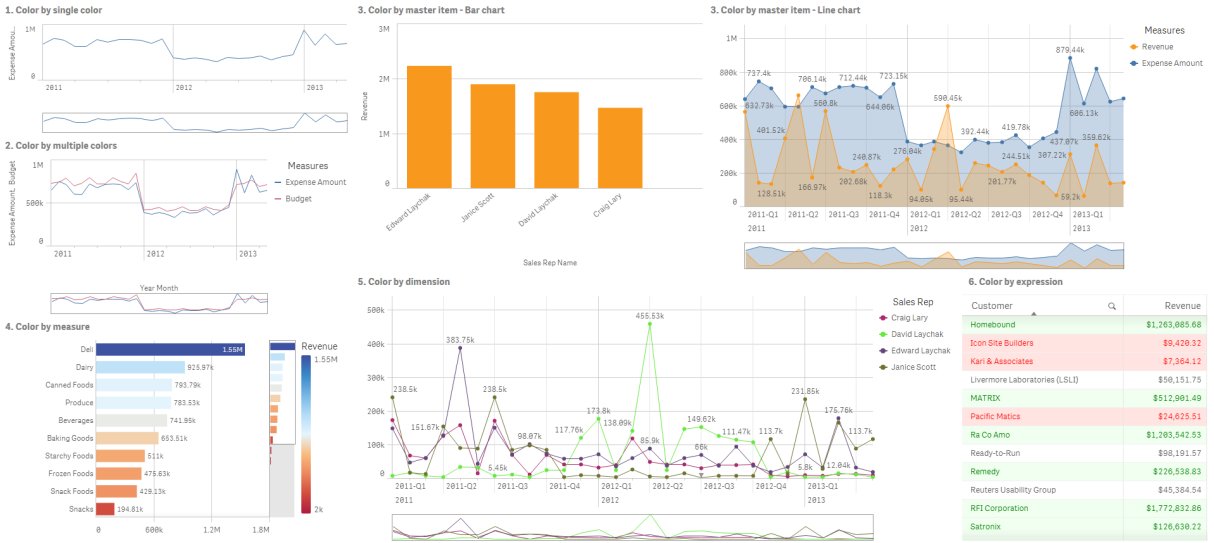 1. Color by single color
Expense Amou...
1M
0
2011
2012
2013
2. Color by multiple colors
Expense Amount, Budget
1M
500k
0
2011
2012
2013
Measures
Expense Amount
Budget
Year Month
3. Color by master item - Bar chart
Revenue
3M
2M
1M
0
Edward Laychak
Janice Scott
David Laychak
Craig Lary
Sales Rep Name
3. Color by master item - Line chart
Measures
Revenue
Expense Amount
1M
800k
600k
400k
200k
0
737.4k
632.73k
401.52k
128.51k
706.14k
560.8k
166.97k
712.44k
240.87k
202.68k
723.15k
644.06k
118.3k
276.04k
94.05k
590.45k
95.44k
392.44k
201.77k
419.78k
244.51k
307.22k
437.07k
59.2k
879.44k
606.13k
359.62k
2011-Q1
2011-Q2
2011-Q3
2011-Q4
2012-Q1
2012-Q2
2012-Q3
2012-Q4
2013-Q1
2011
2012
2013
4. Color by measure
Deli
1.55M
Dairy
925.97k
Canned Foods
793.79k
Produce
783.53k
Beverages
741.95k
Baking Goods
663.51k
Starchy Foods
511k
Frozen Foods
475.63k
Snack Foods
429.13k
Snacks
194.81k
0
600k
1.2M
1.8M
Revenue
1.55M
2k
5. Color by dimension
Sales Rep
Craig Lary
David Laychak
Edward Laychak
Janice Scott
500k
400k
300k
200k
100k
0
238.5k
151.67k
383.75k
238.5k
5.45k
98.07k
117.76k
173.8k
138.09k
455.53k
85.9k
149.62k
66k
111.47k
113.7k
231.85k
5.8k
175.76k
12.04k
113.7k
2011-Q1
2011-Q2
2011-Q3
2011-Q4
2012-Q1
2012-Q2
2012-Q3
2012-Q4
2013-Q1
2011
2012
2013
6. Color by expression
Customer Revenue
Homebound $1,263,085.68
Icon Site Builders $9,420.32
Kari & Associates $7,364.12
Livermore Laboratories (LSLI) $50,151.75
MATRIX $512,901.49
Pacific Matics $24,625.51
Ra Co Amo $1,203,542.53
Ready-to-Run $98,191.57
Remedy $226,538.83
Reuters Usability Group $45,384.54
RFI Corporation $1,772,832.86
Satronix $126,630.22